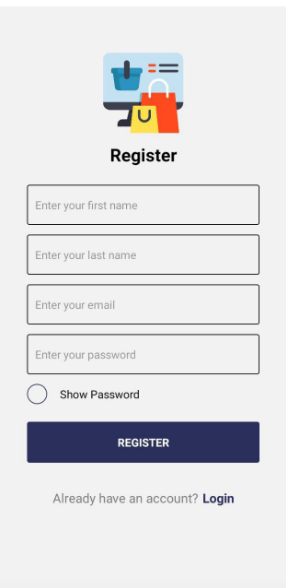 Register
Enter your first name
Enter your last name
Enter your email
Enter your password
Show Password
REGISTER
Already have an account? Login